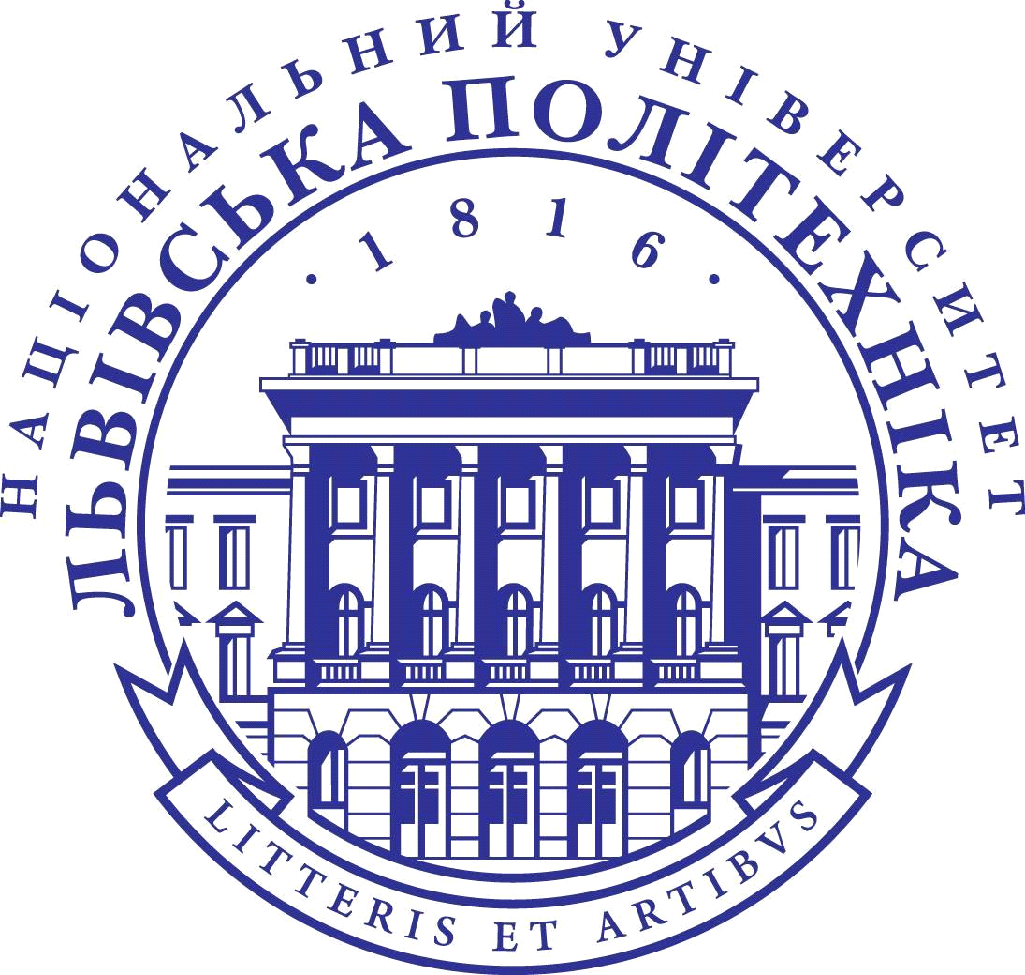 НАЦІОНАЛЬНИЙ УНІВЕРСИТЕТ
ЛЬВІВСЬКА ПОЛІТЕХНІКА
· 1816 ·
LITTERIS ET ARTIBVS